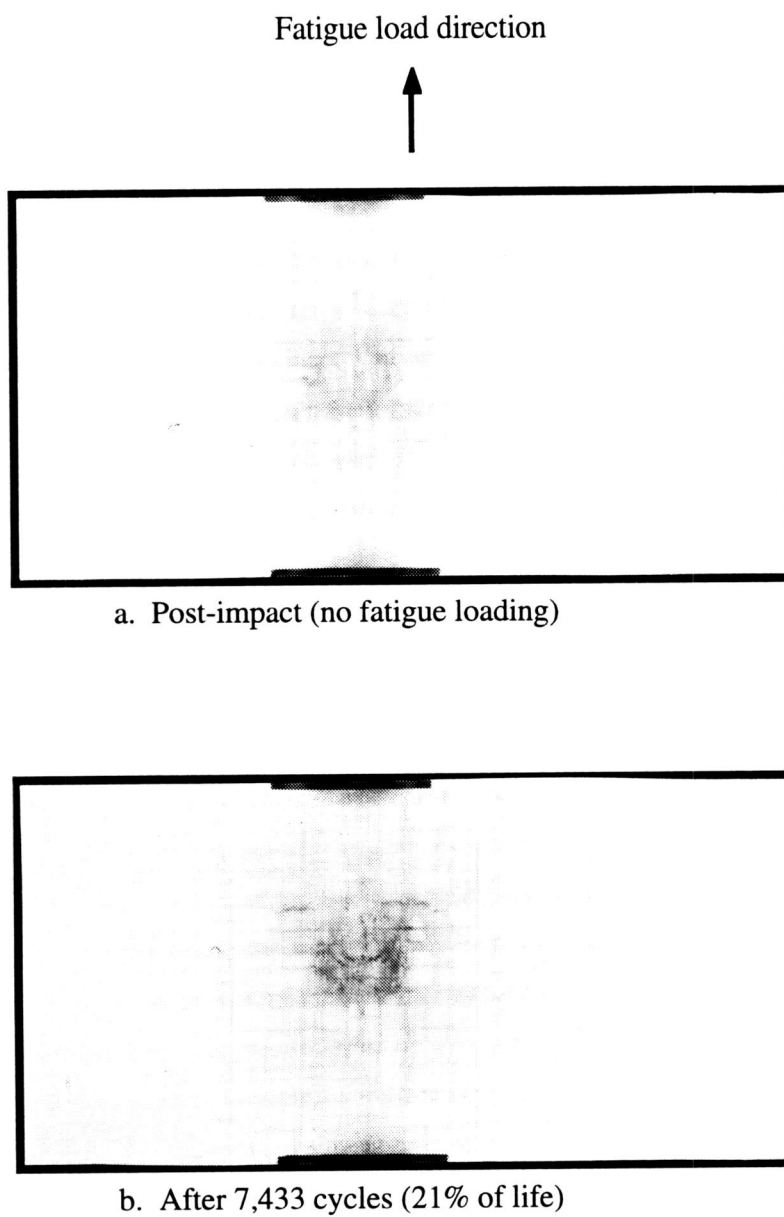 Fatigue load direction
a. Post-impact (no fatigue loading)
b. After 7,433 cycles (21% of life)